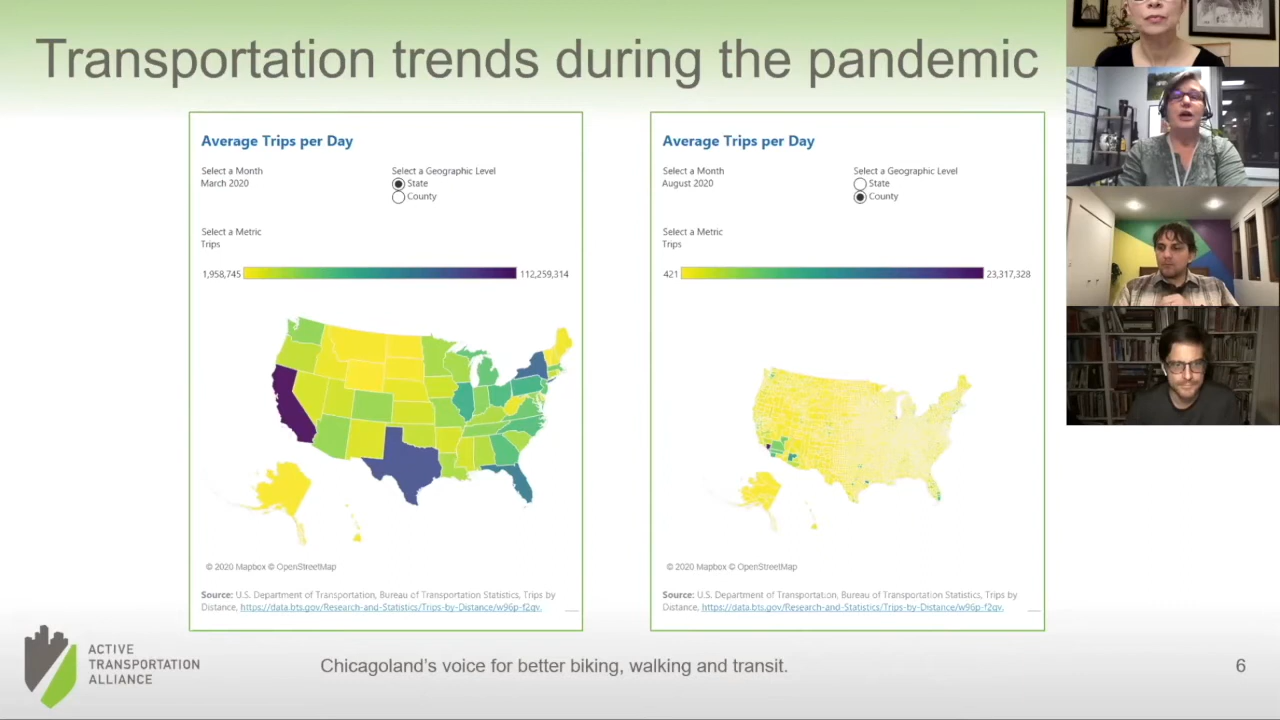 Transportation trends during the pandemic
Average Trips per Day
Select a Month
March 2020
Select a Geographic Level
State
County
Select a Metric
Trips
1,958,745
112,259,314
© 2020 Mapbox © OpenStreetMap
Source: U.S. Department of Transportation, Bureau of Transportation Statistics, Trips by
Distance, https://data.bts.gov/Research-and-Statistics/Trips-by-Distance/w96p-f2qv.
Average Trips per Day
Select a Month
August 2020
Select a Geographic Level
State
County
Select a Metric
Trips
421
23,317,328
© 2020 Mapbox © OpenStreetMap
Source: U.S. Department of Transportation, Bureau of Transportation Statistics, Trips by
Distance, https://data.bts.gov/Research-and-Statistics/Trips-by-Distance/w96p-f2qv.
ACTIVE
TRANSPORTATION
ALLIANCE
Chicagoland's voice for better biking, walking and transit.
6